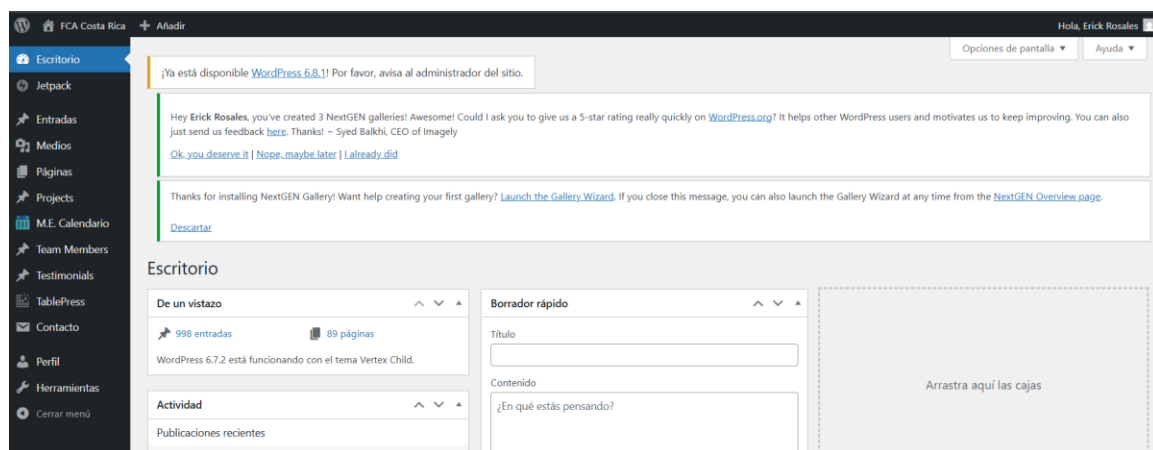 FCA Costa Rica Añadir Hola, Erick Rosales
Opciones de pantalla ▼ Ayuda ▼
Escritorio
Jetpack
Entradas
Medios
Páginas
Projects
M.E. Calendario
Team Members
Testimonials
TablePress
Contacto
Perfil
Herramientas
Cerrar menú
¡Ya está disponible WordPress 6.8.1! Por favor, avisa al administrador del sitio.
Hey Erick Rosales, you've created 3 NextGEN galleries! Awesome! Could I ask you to give us a 5-star rating really quickly on WordPress.org? It helps other WordPress users and motivates us to keep improving. You can also
just send us feedback here. Thanks! ~ Syed Balkhi, CEO of Imagely
Ok, you deserve it | Nope, maybe later | I already did
Thanks for installing NextGEN Gallery! Want help creating your first gallery? Launch the Gallery Wizard. If you close this message, you can also launch the Gallery Wizard at any time from the NextGEN Overview page.
Descartar
Escritorio
De un vistazo
998 entradas 89 páginas
WordPress 6.7.2 está funcionando con el tema Vertex Child.
Actividad
Publicaciones recientes
Borrador rápido
Título
Contenido
¿En qué estás pensando?
Arrastra aquí las cajas